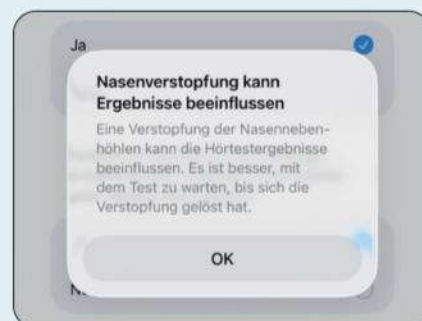 Ja
Nasenverstopfung kann
Ergebnisse beeinflussen
Eine Verstopfung der Nasenneben-
höhlen kann die Hörtestergebnisse
beeinflussen. Es ist besser, mit
dem Test zu warten, bis sich die
Verstopfung gelöst hat.
OK